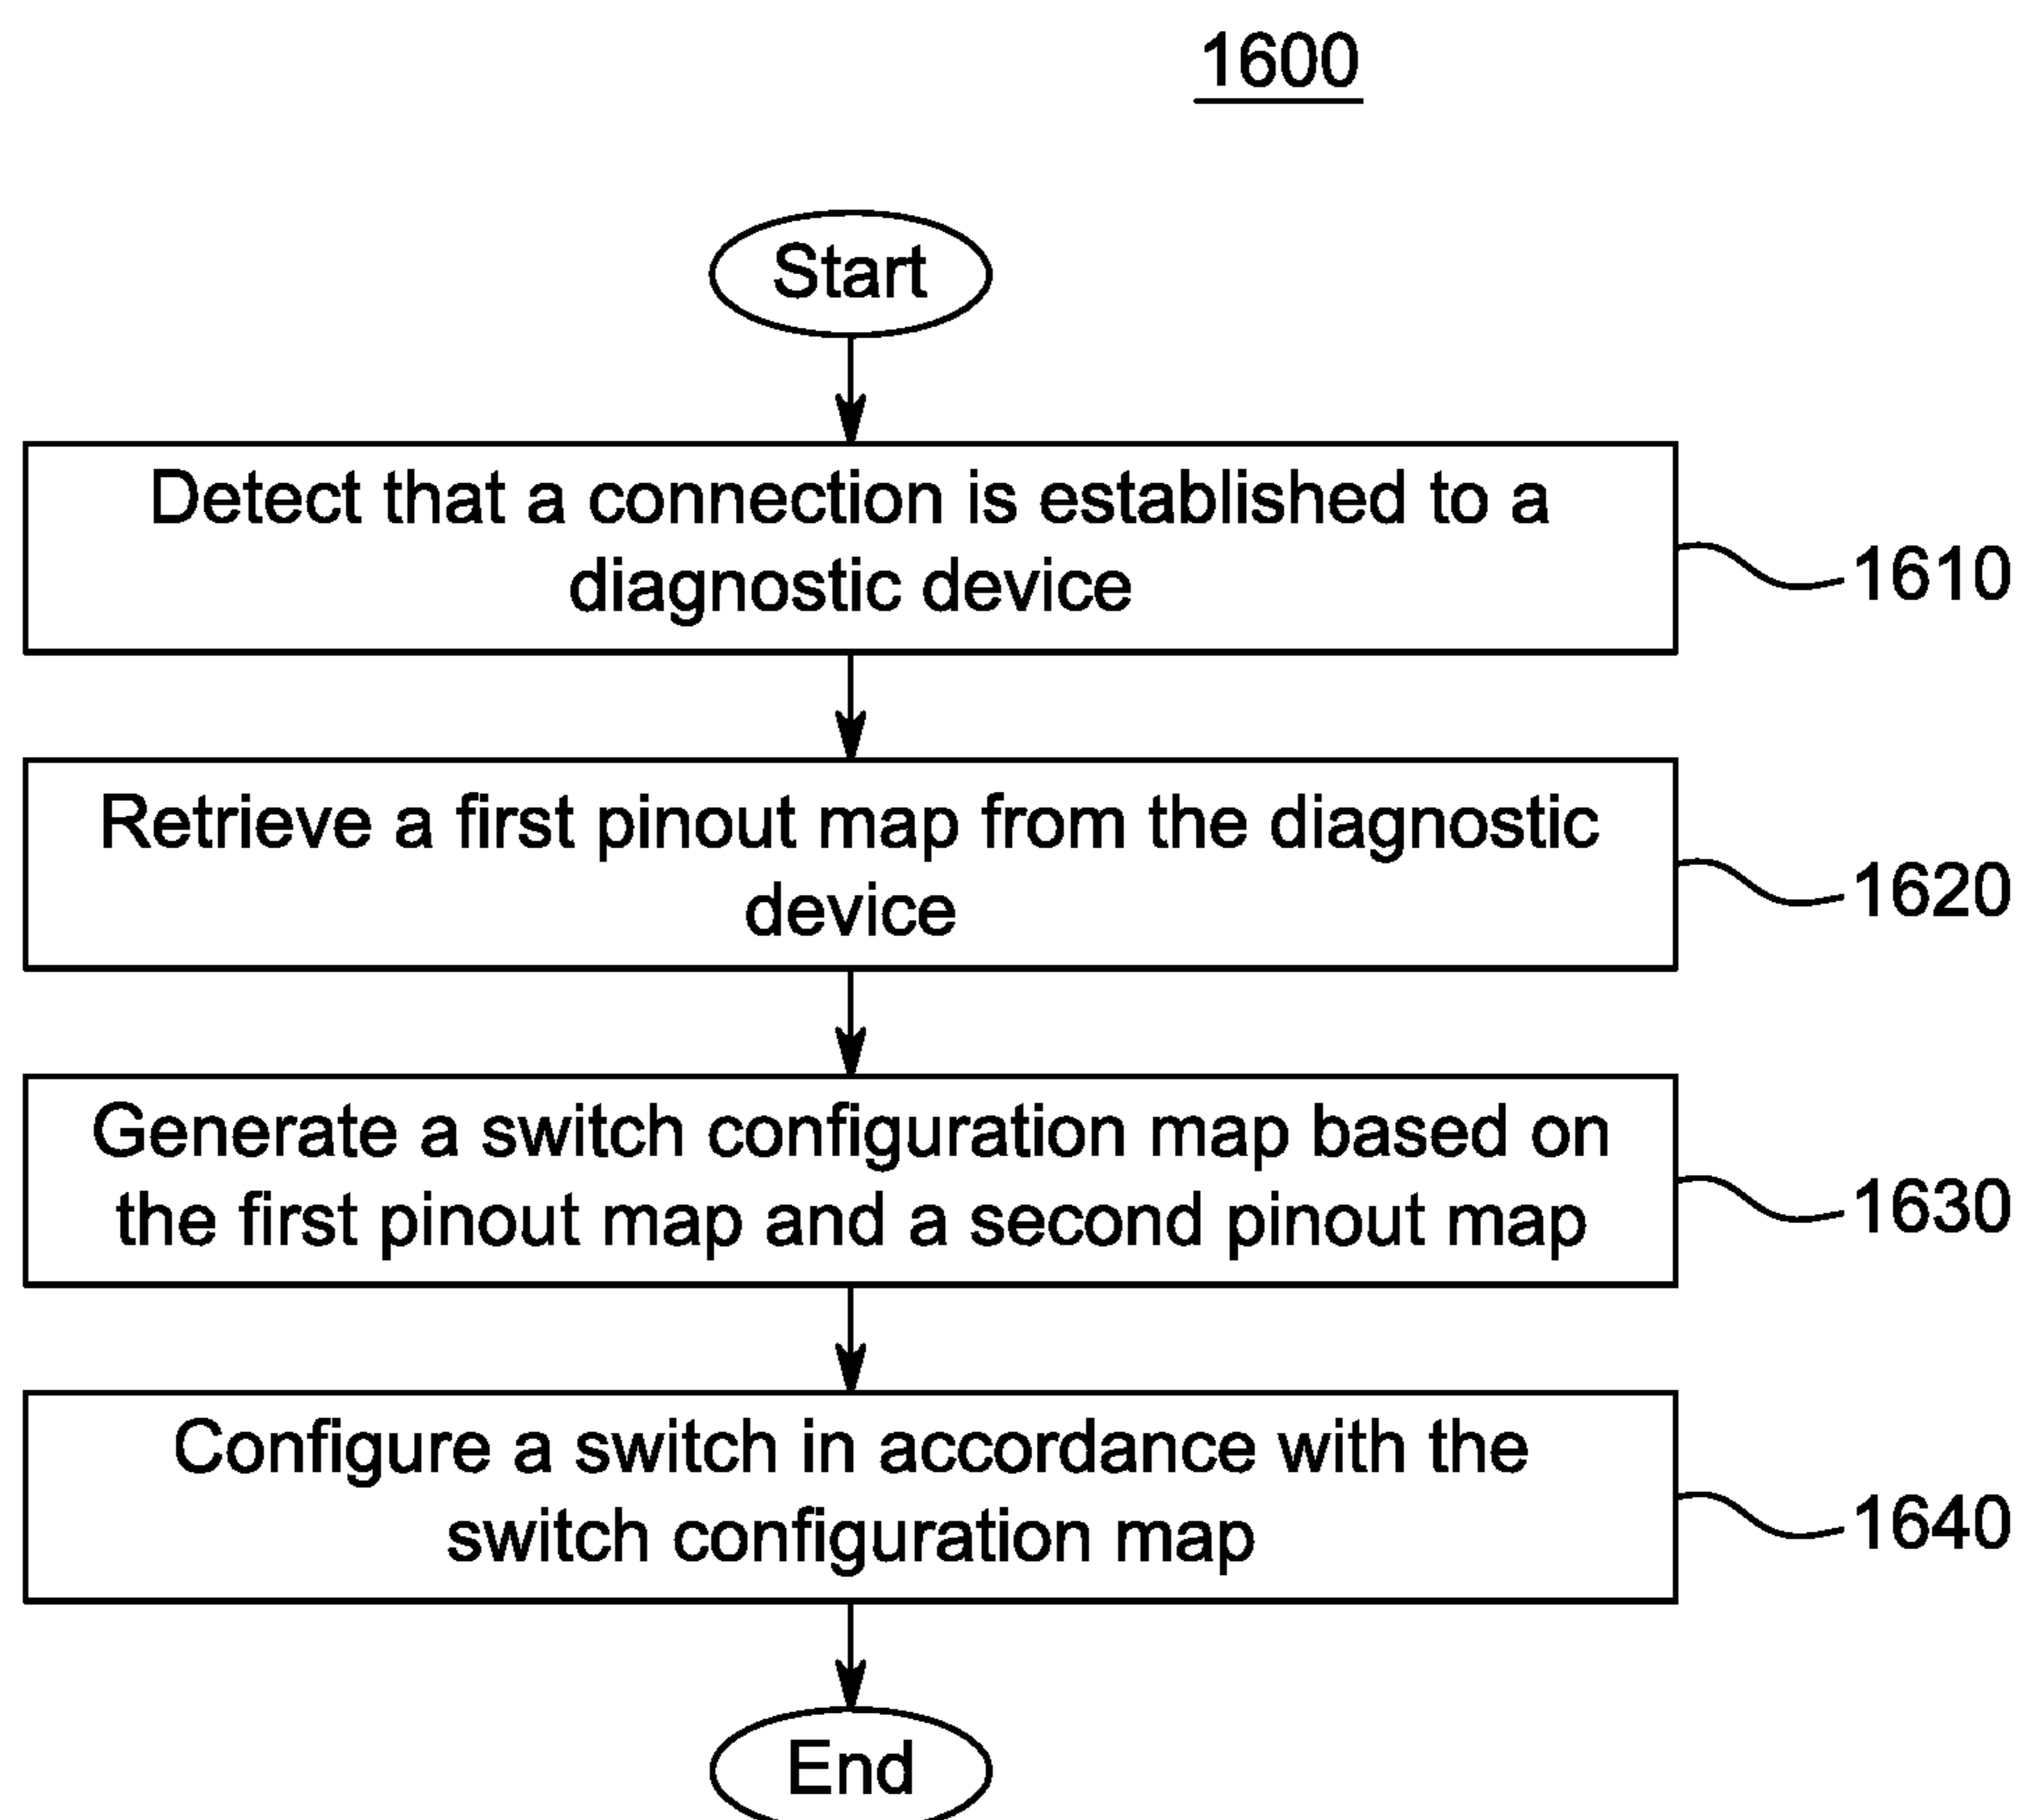 1600
Start
Detect that a connection is established to a
diagnostic device
1610
Retrieve a first pinout map from the diagnostic
device
1620
Generate a switch configuration map based on
the first pinout map and a second pinout map
1630
Configure a switch in accordance with the
switch configuration map
1640
End